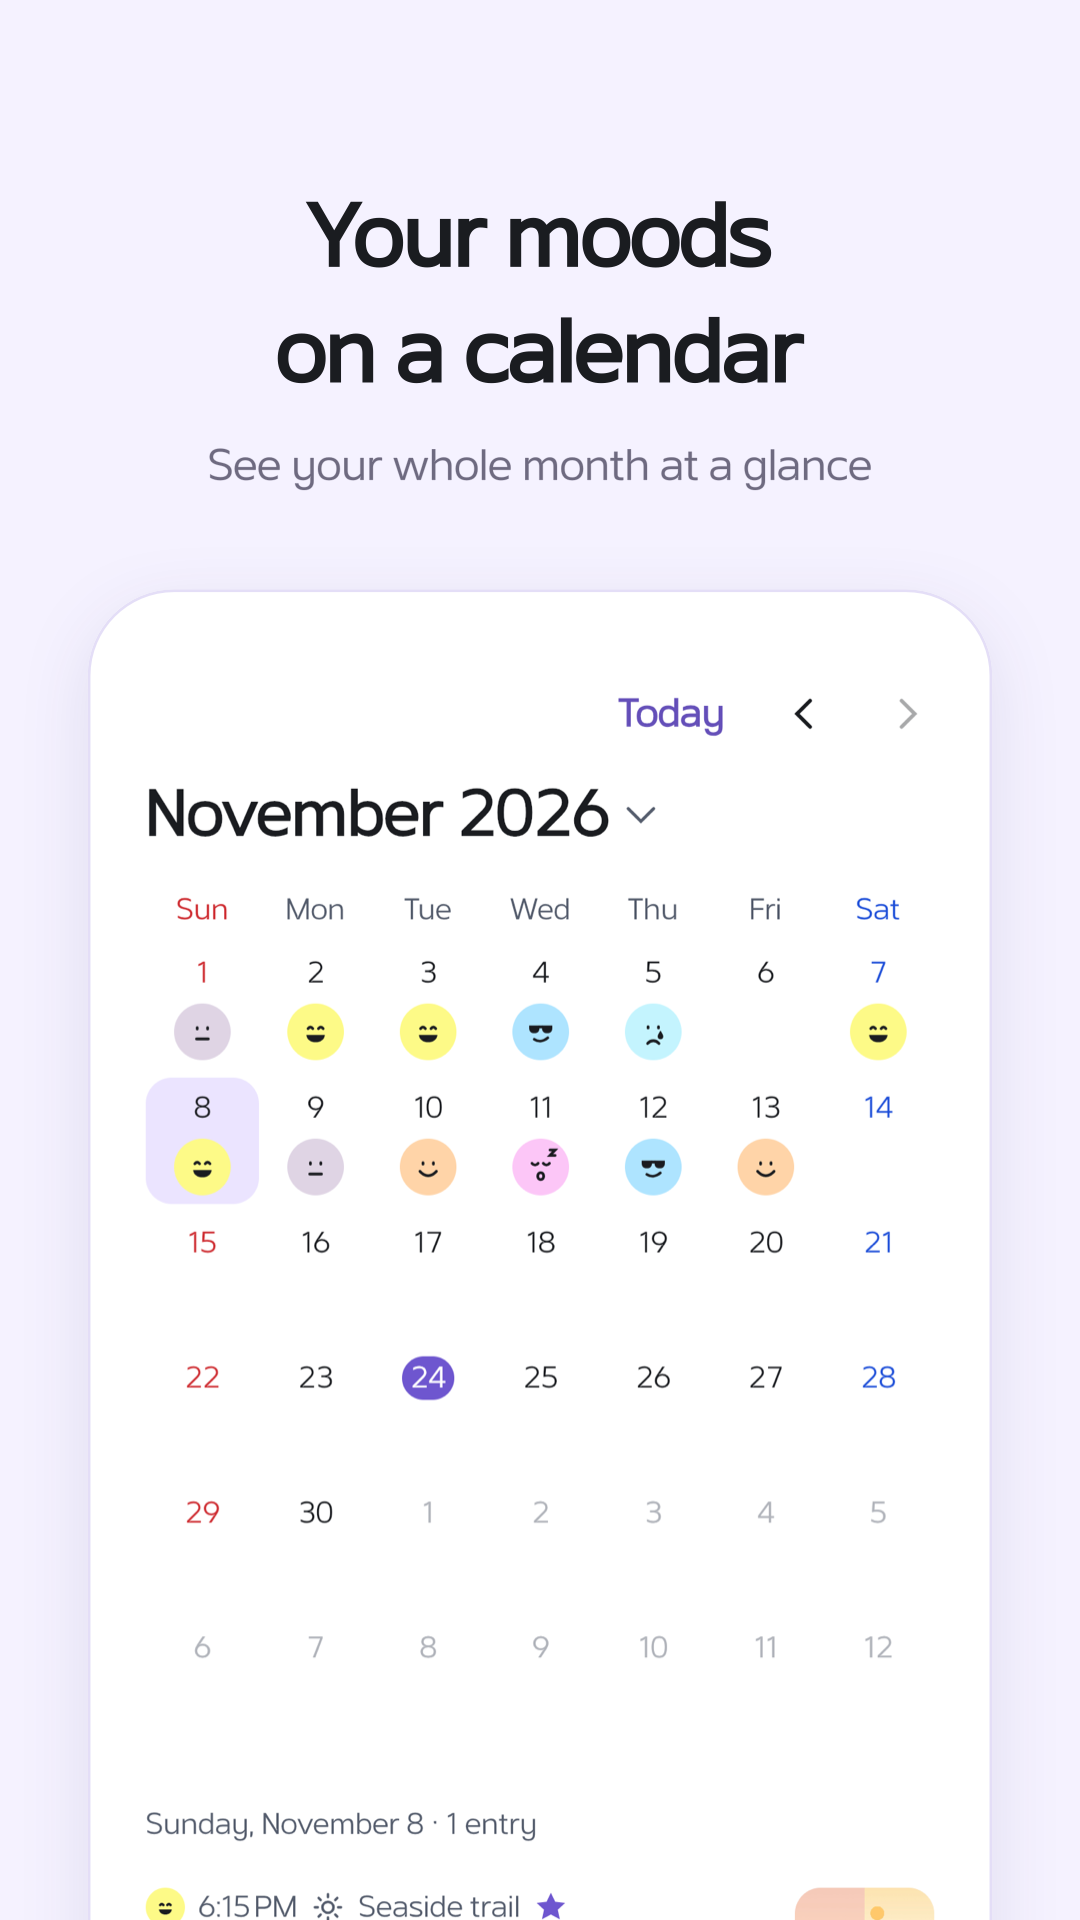 Your moods
on a calendar
See your whole month at a glance
Today
November 2026
Sun Mon Tue Wed Thu Fri Sat
1 2 3 4 5 6 7
8 9 10 11 12 13 14
15 16 17 18 19 20 21
22 23 24 25 26 27 28
29 30 1 2 3 4 5
6 7 8 9 10 11 12
Sunday, November 8 · 1 entry
6:15 PM Seaside trail